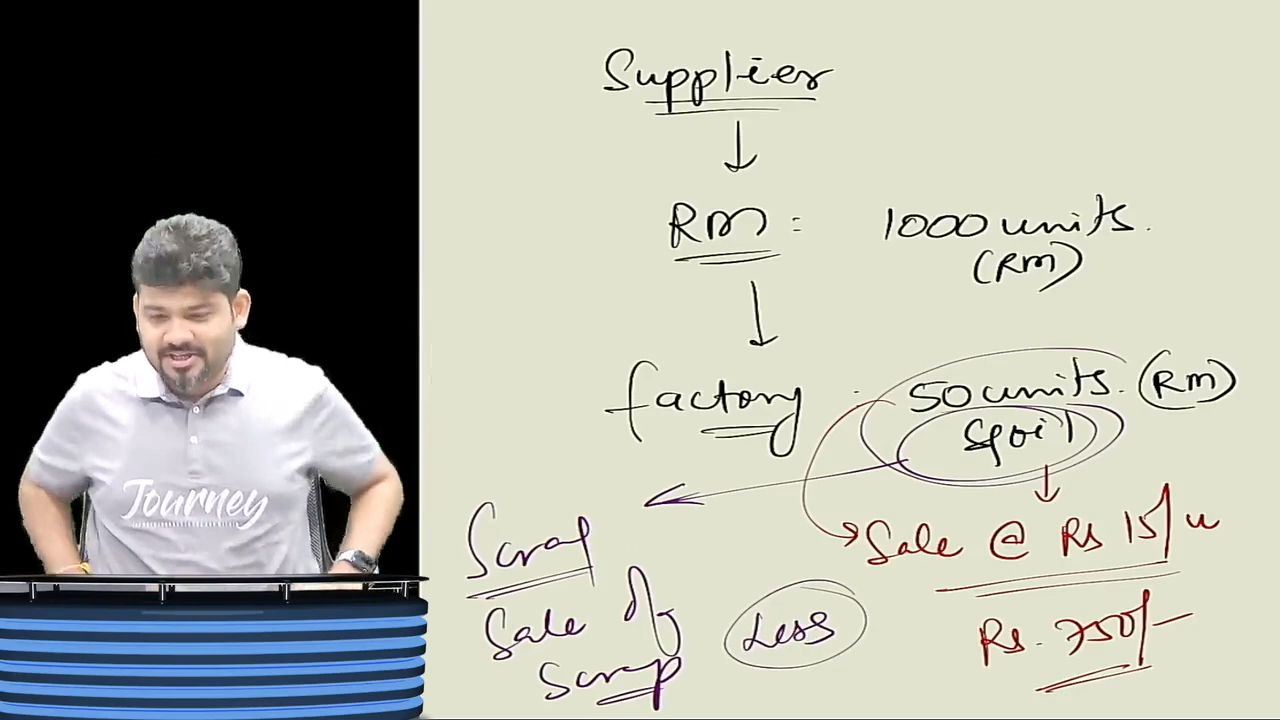 Supplier
RM : 1000 units.
(RM)
factory . 50 units. (RM)
Spoil
Scrap
Sale @ Rs 15/u
Sale of
Scrap
Less
Rs. 750/-
Journey